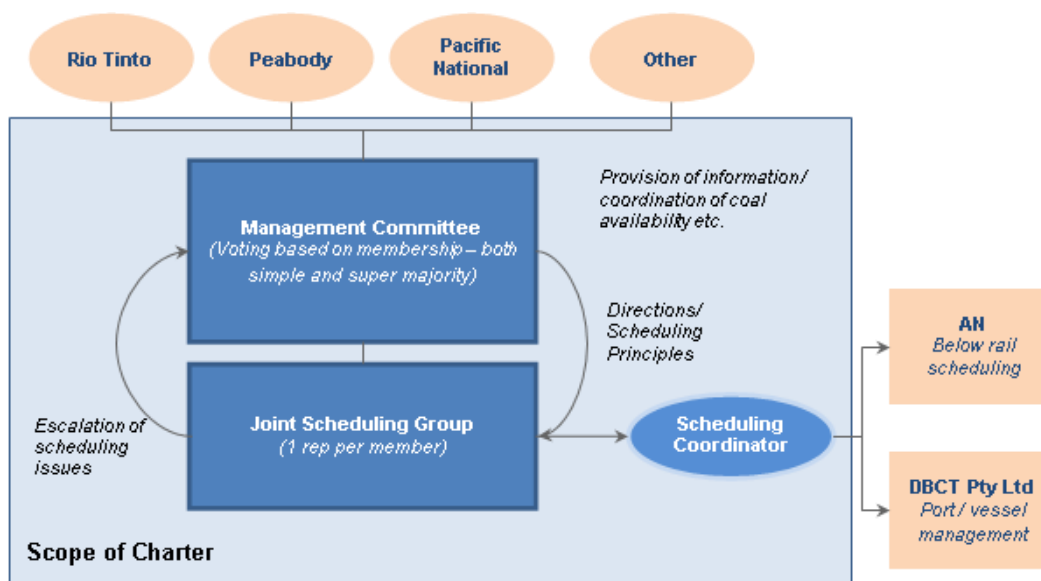 Rio Tinto
Peabody
Pacific
National
Other
Management Committee
(Voting based on membership – both
simple and super majority)
Provision of information/
coordination of coal
availability etc.
Directions/
Scheduling
Principles
Escalation of
scheduling
issues
Joint Scheduling Group
(1 rep per member)
Scheduling
Coordinator
AN
Below rail
scheduling
DBCT Pty Ltd
Port / vessel
management
Scope of Charter